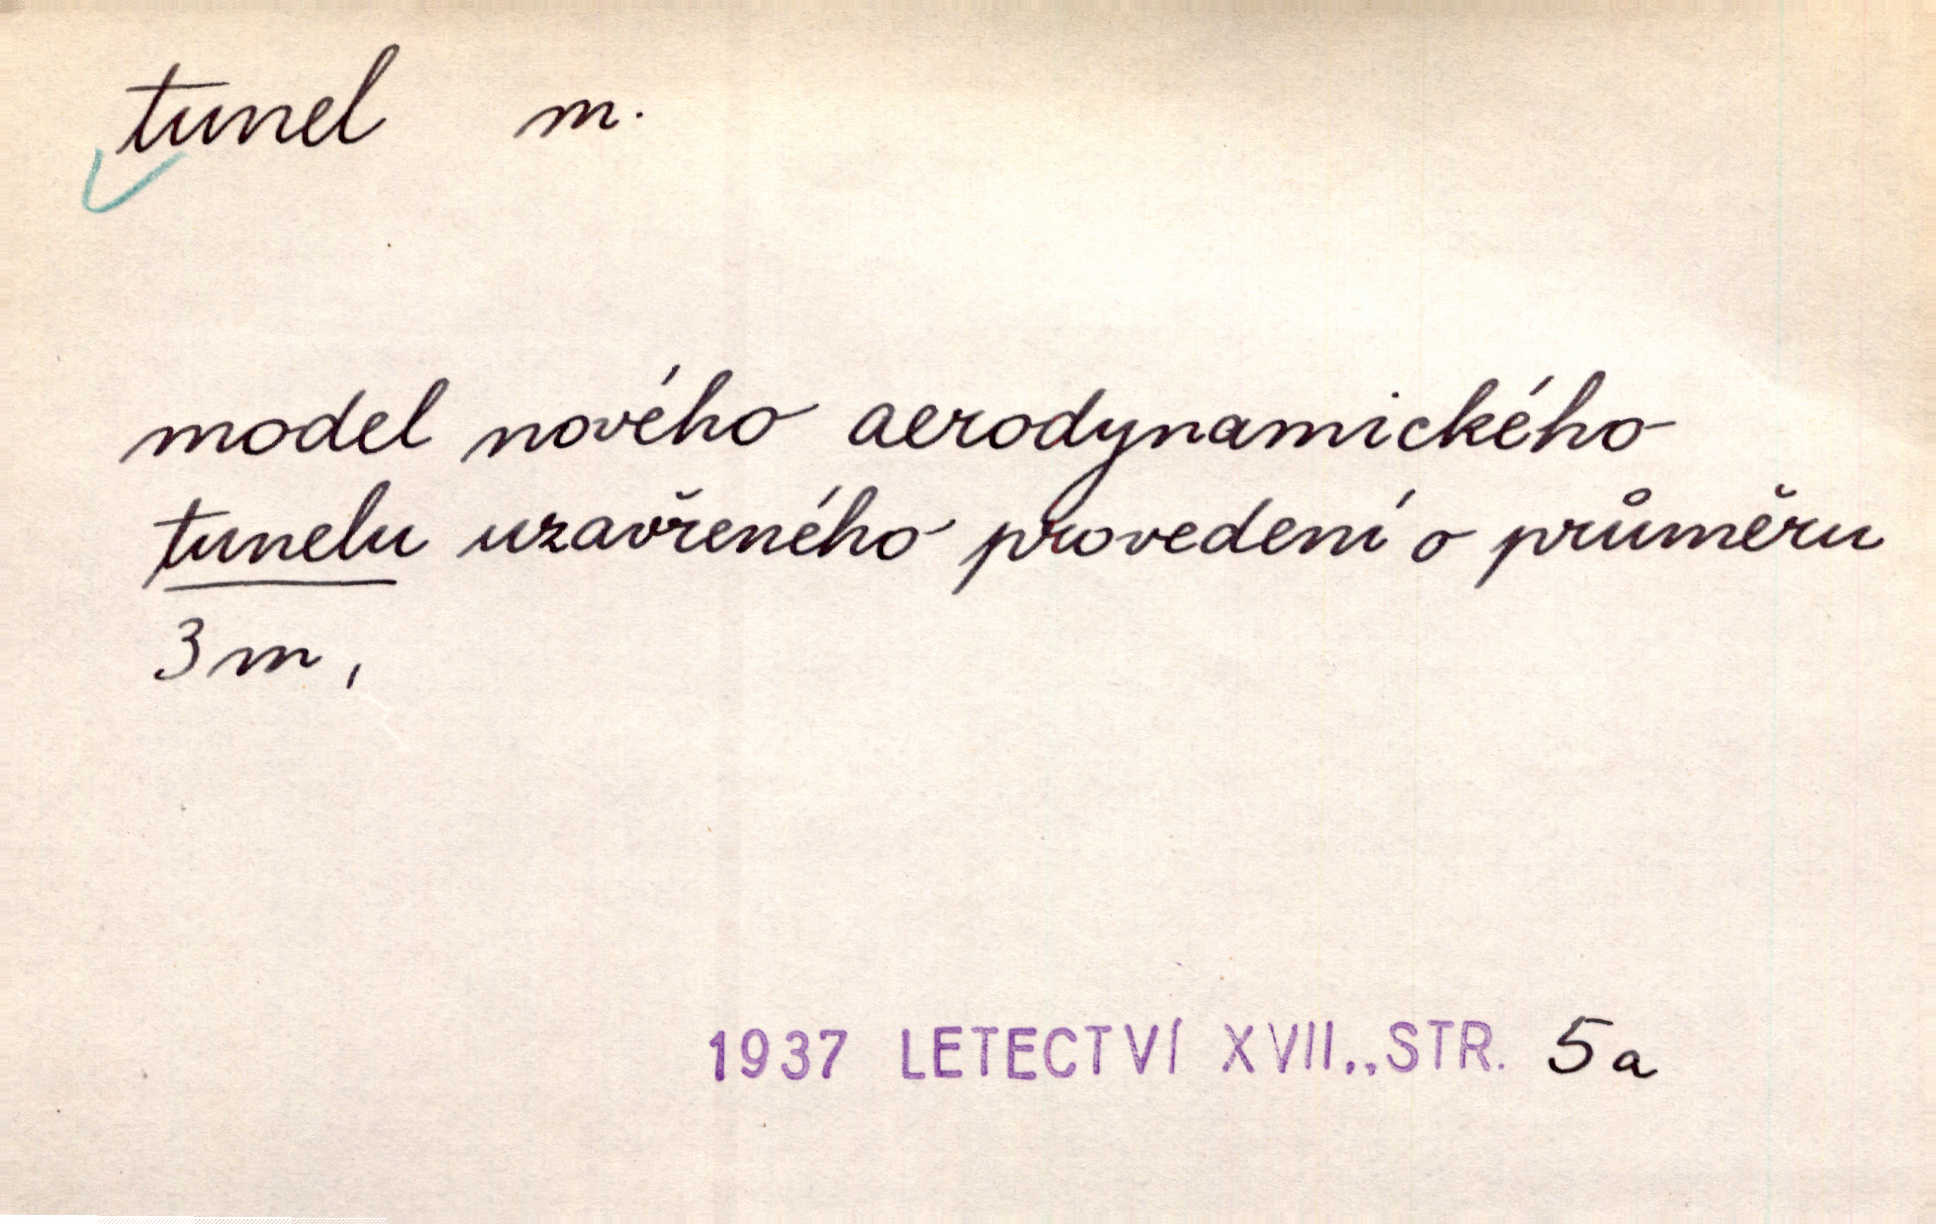 tunel m.
model nového aerodynamického
tunelu uzavřeného provedení o průměru
3 m,
1937 LETECTVÍ XVII., STR. 5a